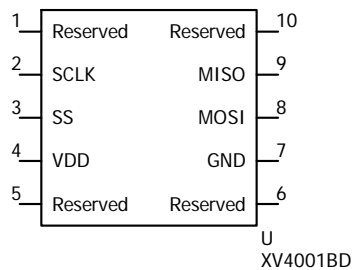 1 Reserved Reserved 10
2 SCLK MISO 9
3 SS MOSI 8
4 VDD GND 7
5 Reserved Reserved 6
U
XV4001BD